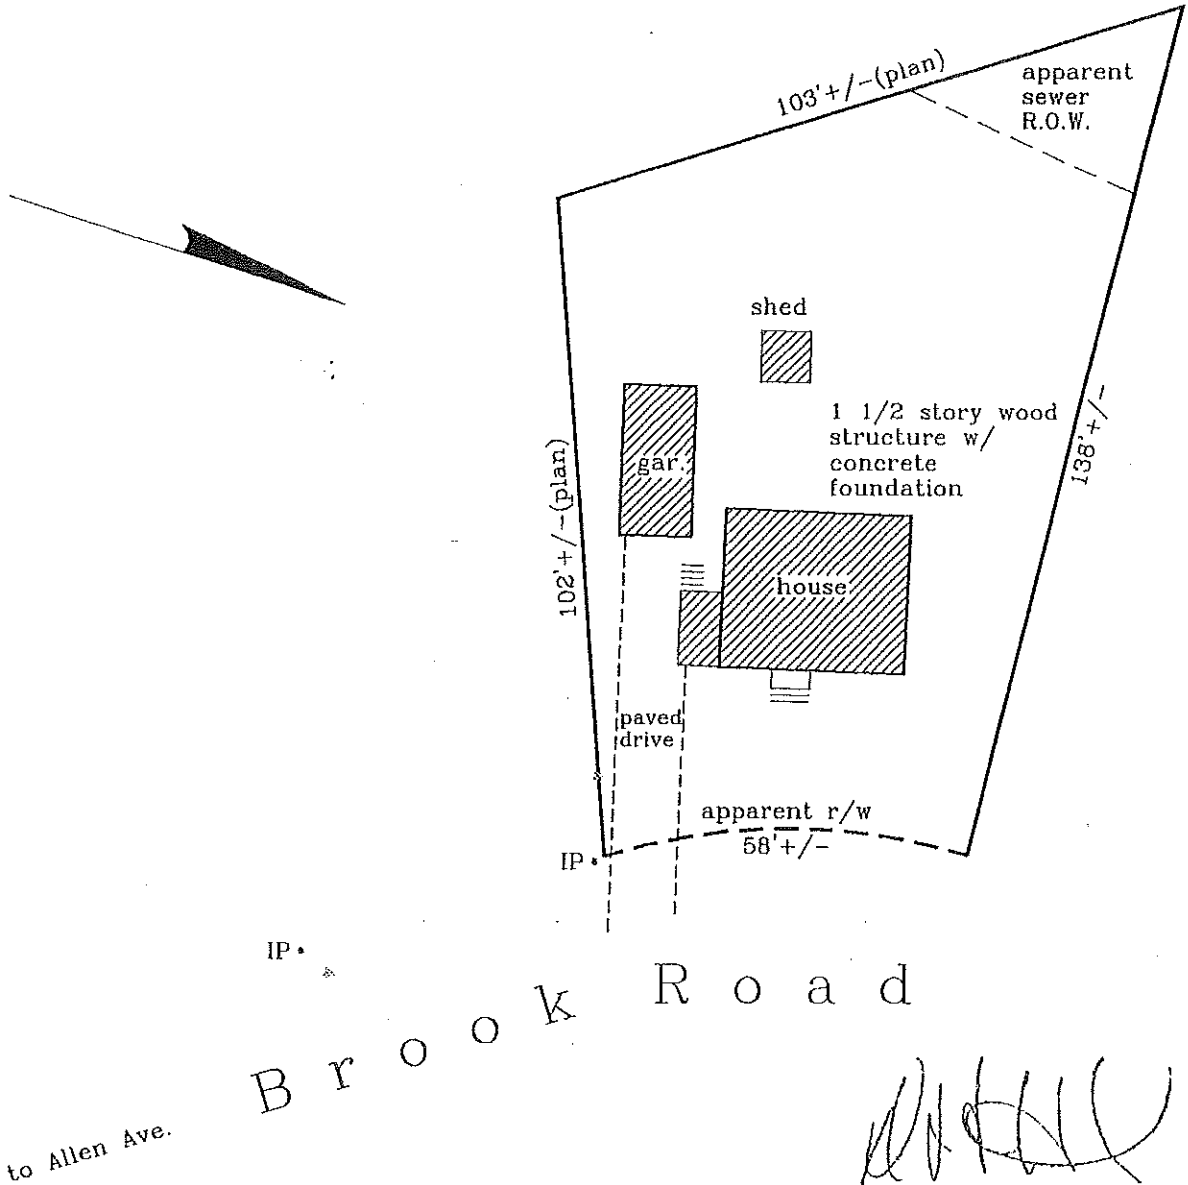 103'+/-(plan)
apparent
sewer
R.O.W.
shed
1 1/2 story wood
structure w/
concrete
foundation
138'+/-
gar.
102'+/-(plan)
house
paved
drive
apparent r/w
58'+/-
IP
IP
Brook Road
to Allen Ave.